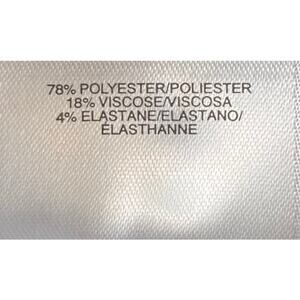 78% POLYESTER/POLIESTER
18% VISCOSE/VISCOSA
4% ELASTANE/ELASTANO/
ÉLASTHANNE